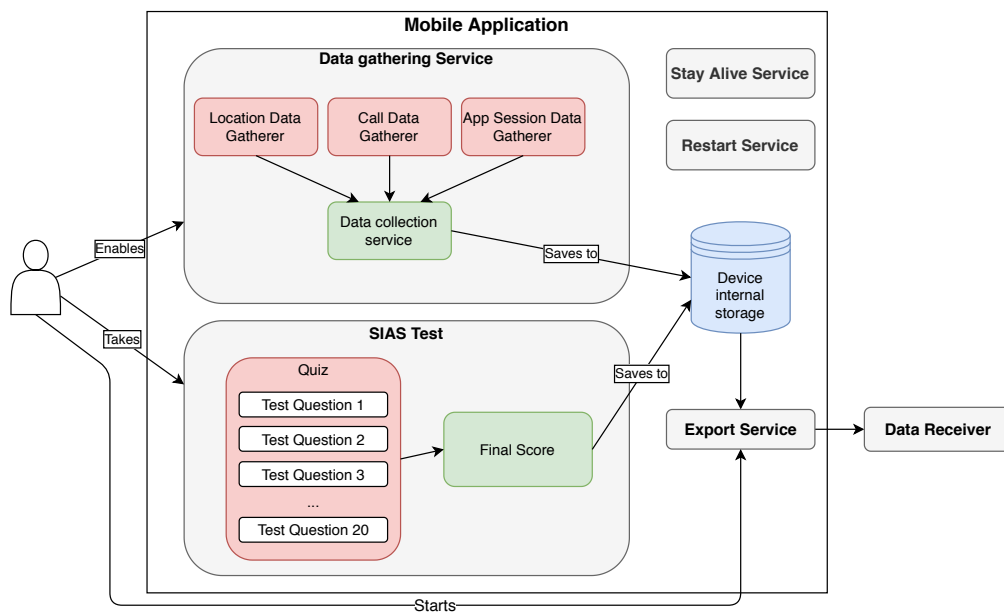 Mobile Application
Data gathering Service
Location Data
Gatherer
Call Data
Gatherer
App Session Data
Gatherer
Data collection
service
Stay Alive Service
Restart Service
Enables
Saves to
Device
internal
storage
Takes
SIAS Test
Quiz
Test Question 1
Test Question 2
Test Question 3
...
Test Question 20
Final Score
Saves to
Export Service
Data Receiver
Starts